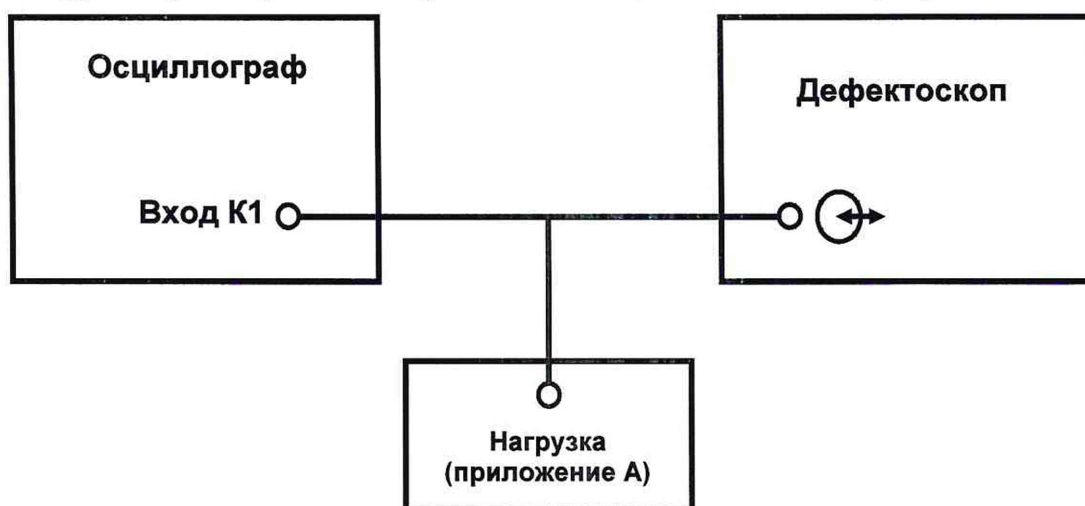 Осциллограф
Дефектоскоп
Вход К1
Нагрузка
(приложение А)